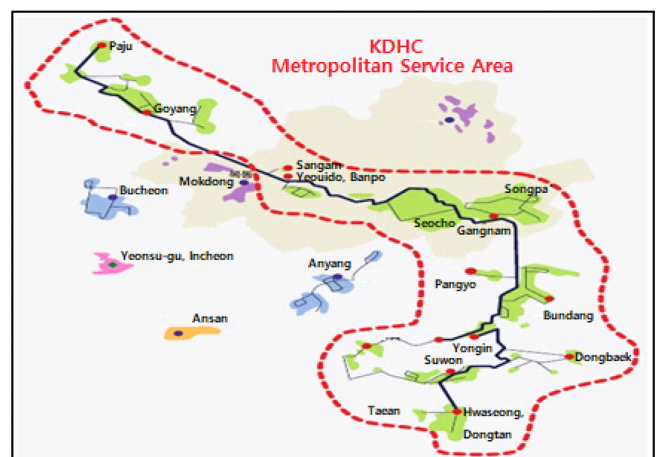 KDHC
Metropolitan Service Area
Paju
Goyang
Sangam
Yeouido, Banpo
Mokdong
Bucheon
Songpa
Seocho
Gangnam
Yeonsu-gu, Incheon
Anyang
Pangyo
Bundang
Ansan
Yongin
Suwon
Dongbaek
Taean
Hwaseong,
Dongtan